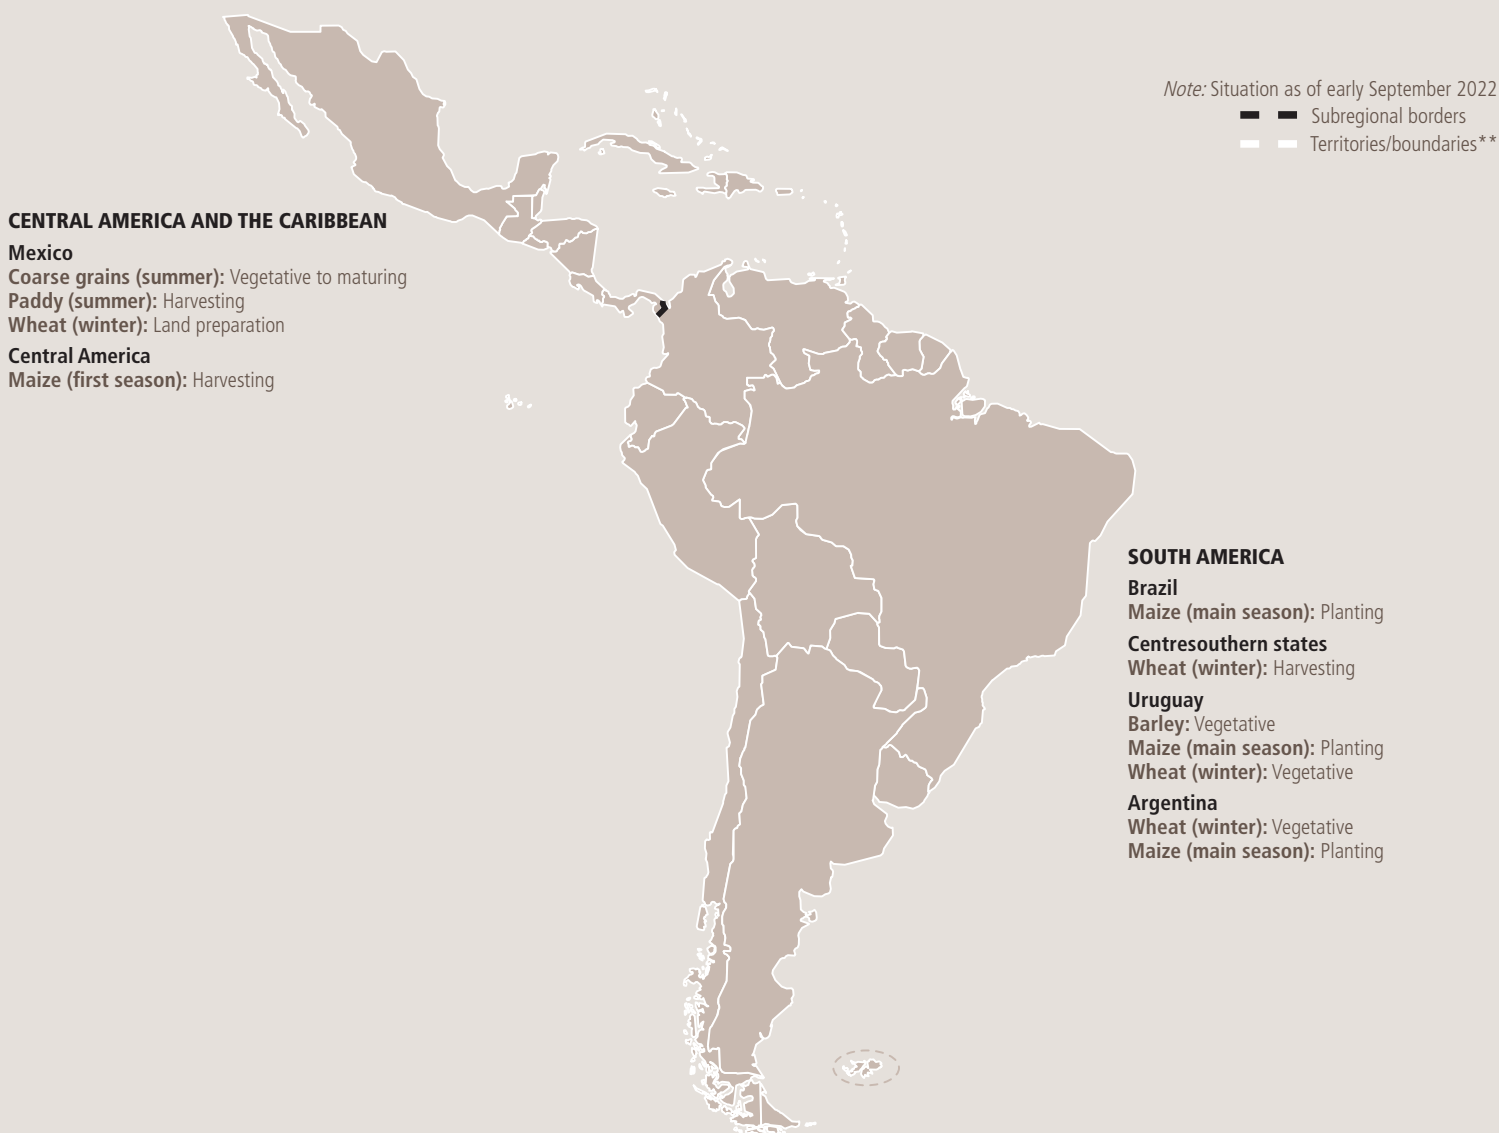 Note: Situation as of early September 2022
Subregional borders
Territories/boundaries**
CENTRAL AMERICA AND THE CARIBBEAN
Mexico
Coarse grains (summer): Vegetative to maturing
Paddy (summer): Harvesting
Wheat (winter): Land preparation
Central America
Maize (first season): Harvesting
SOUTH AMERICA
Brazil
Maize (main season): Planting
Centresouthern states
Wheat (winter): Harvesting
Uruguay
Barley: Vegetative
Maize (main season): Planting
Wheat (winter): Vegetative
Argentina
Wheat (winter): Vegetative
Maize (main season): Planting